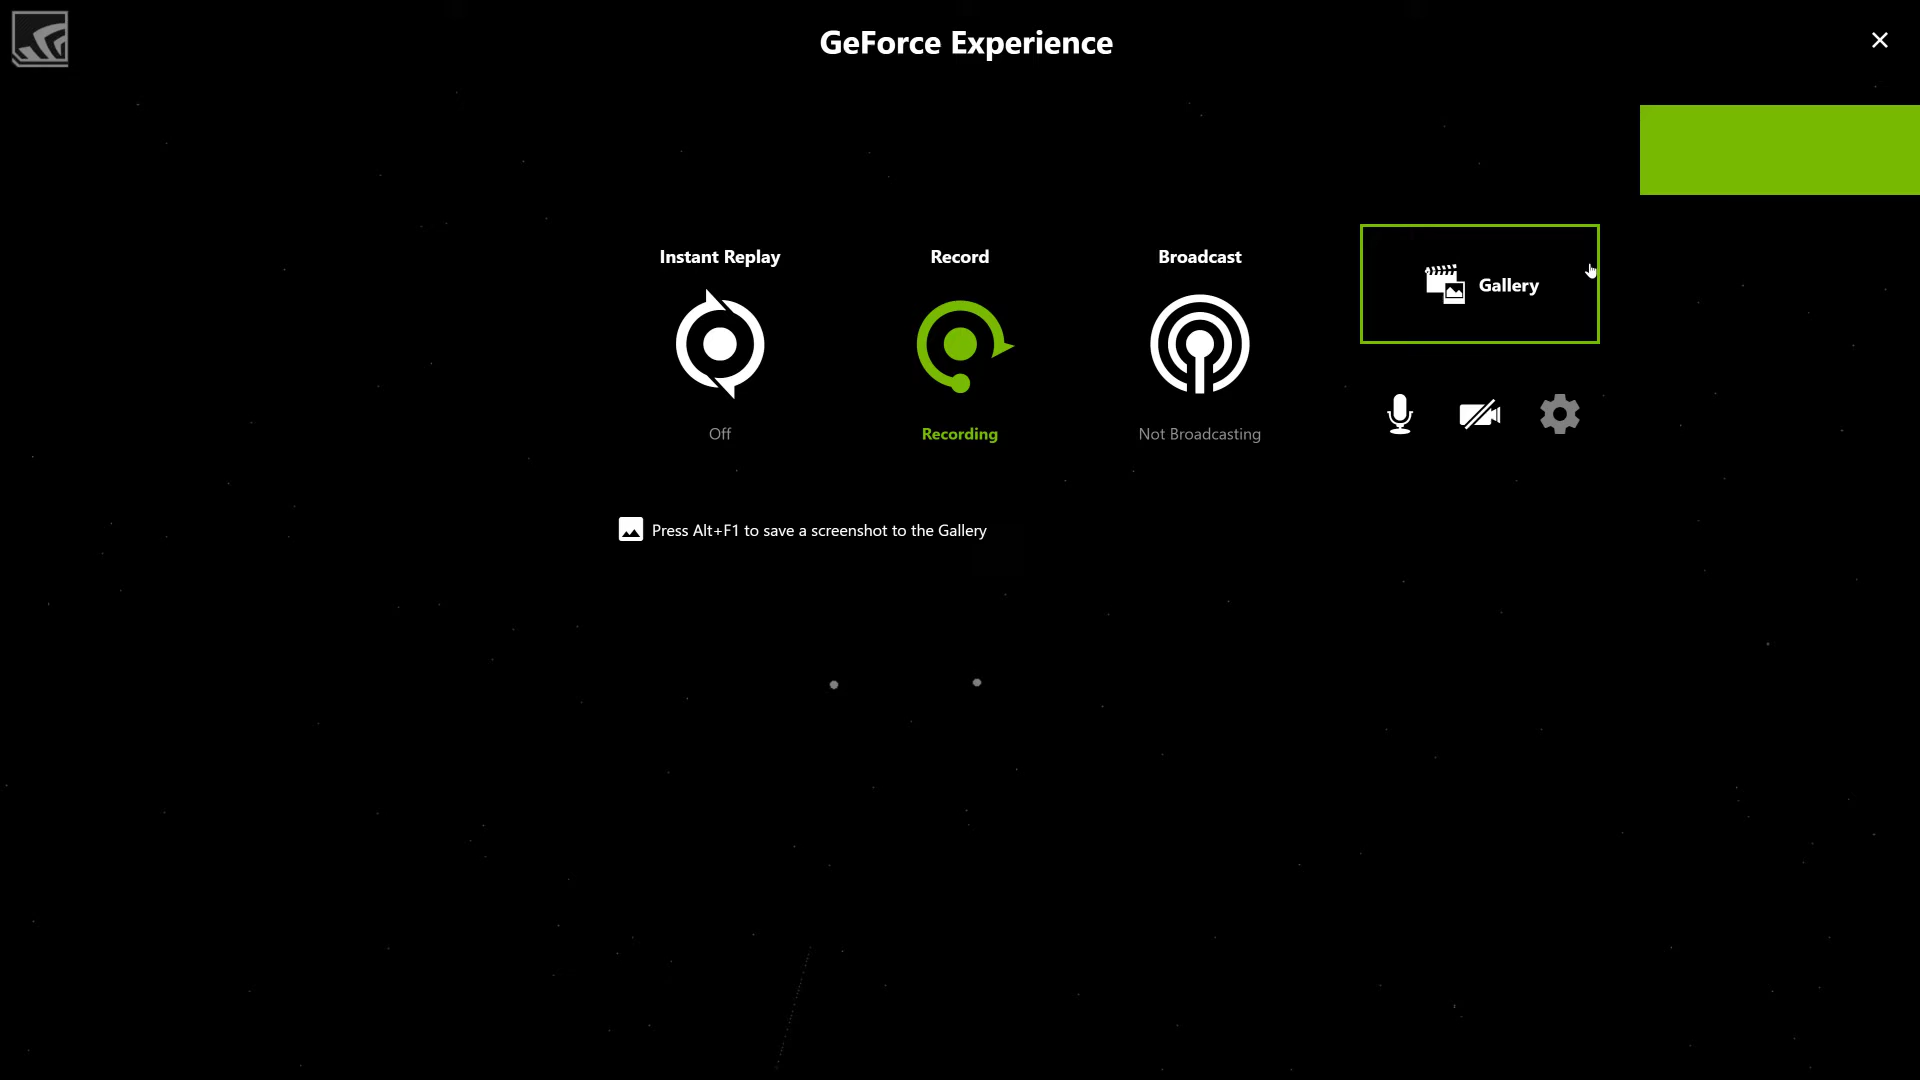 GeForce Experience
Instant Replay
Record
Broadcast
Gallery
Off
Recording
Not Broadcasting
Press Alt+F1 to save a screenshot to the Gallery